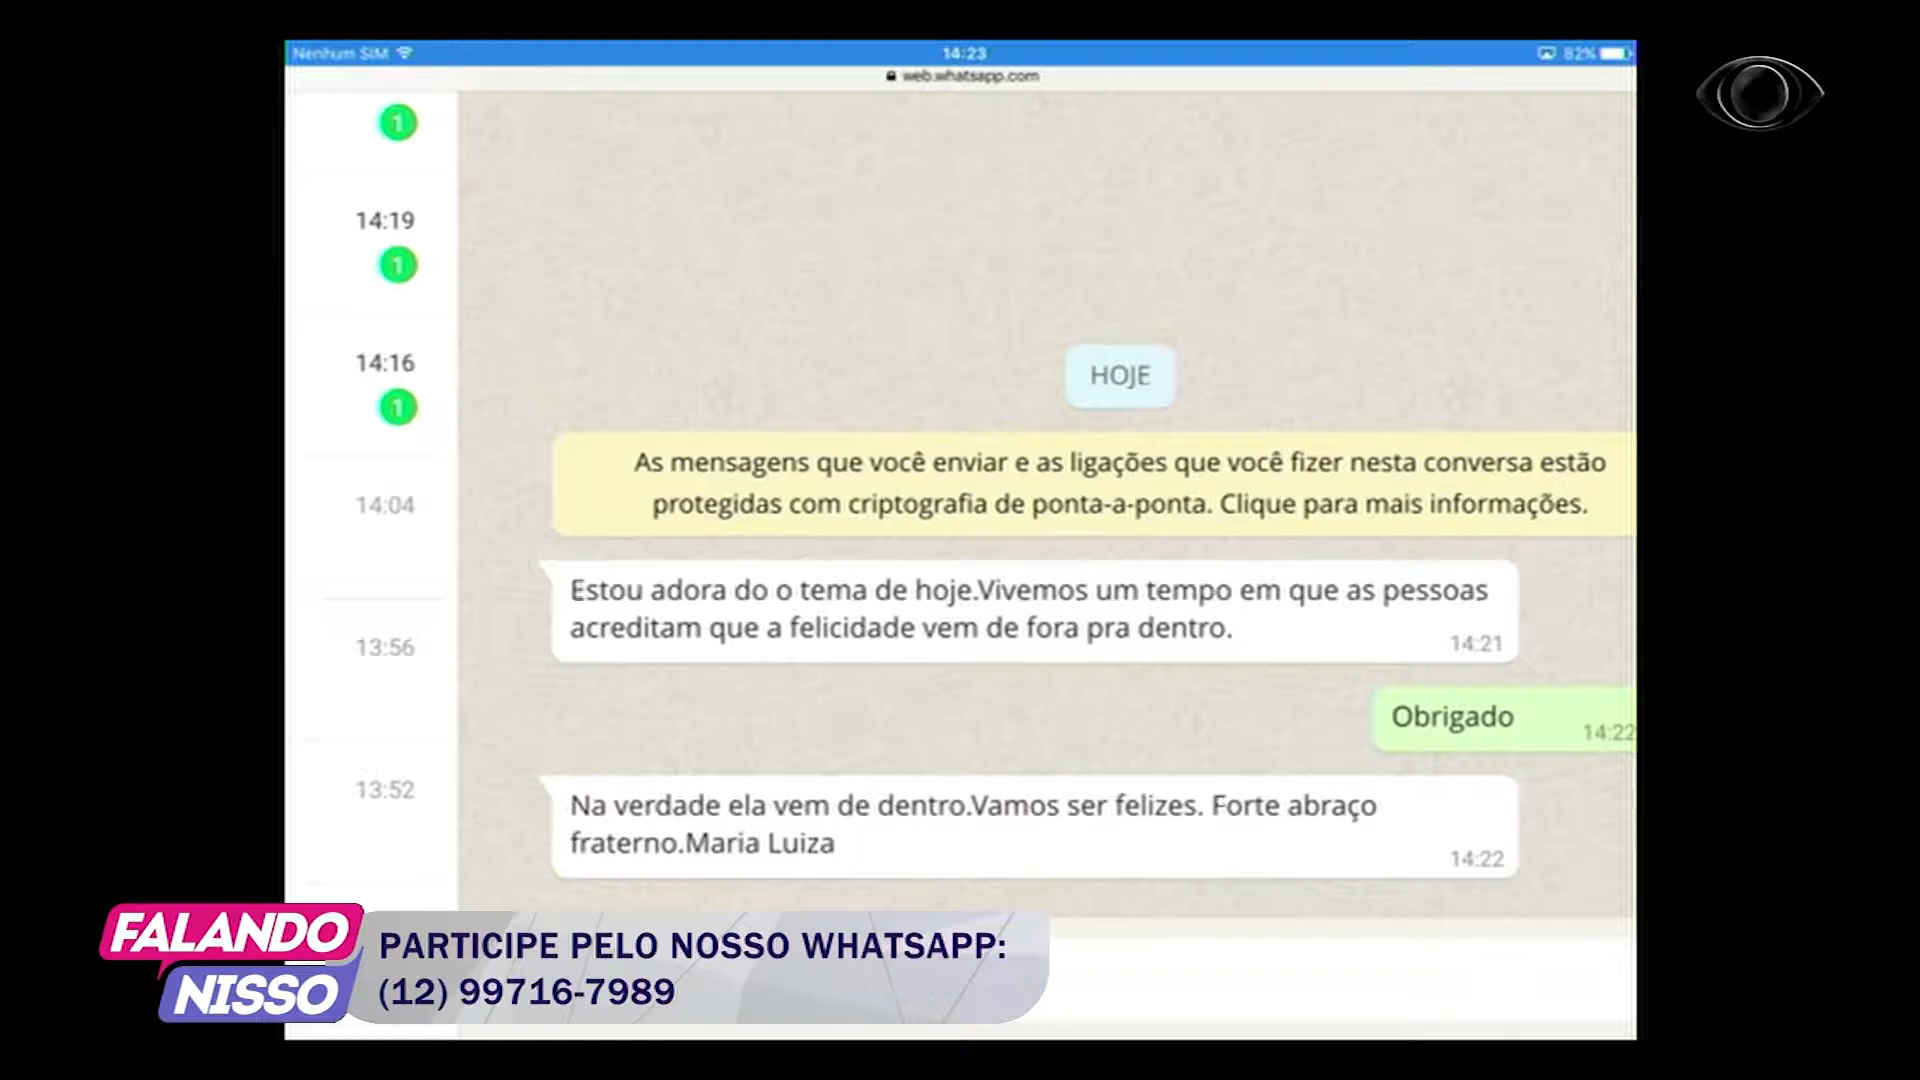 Nenhum SIM
14:23
82%
web.whatsapp.com
1
14:19
1
14:16
1
14:04
13:56
13:52
HOJE
As mensagens que você enviar e as ligações que você fizer nesta conversa estão
protegidas com criptografia de ponta-a-ponta. Clique para mais informações.
Estou adora do o tema de hoje.Vivemos um tempo em que as pessoas
acreditam que a felicidade vem de fora pra dentro.
14:21
Obrigado
14:22
Na verdade ela vem de dentro.Vamos ser felizes. Forte abraço
fraterno.Maria Luiza
14:22
FALANDO
NISSO
PARTICIPE PELO NOSSO WHATSAPP:
(12) 99716-7989